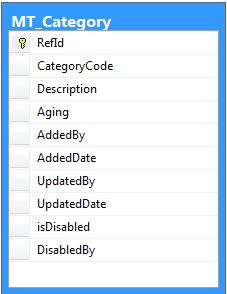 MT_Category
RefId
CategoryCode
Description
Aging
AddedBy
AddedDate
UpdatedBy
UpdatedDate
isDisabled
DisabledBy